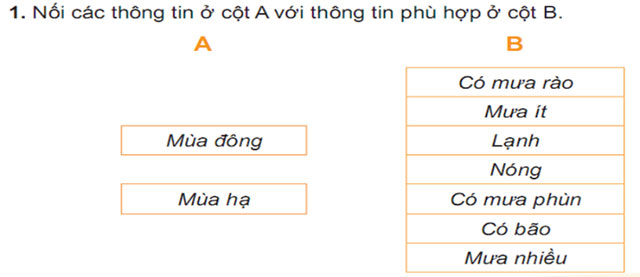 1. Nối các thông tin ở cột A với thông tin phù hợp ở cột B.
A
B
Có mưa rào
Mưa ít
Mùa đông
Lạnh
Nóng
Mùa hạ
Có mưa phùn
Có bão
Mưa nhiều